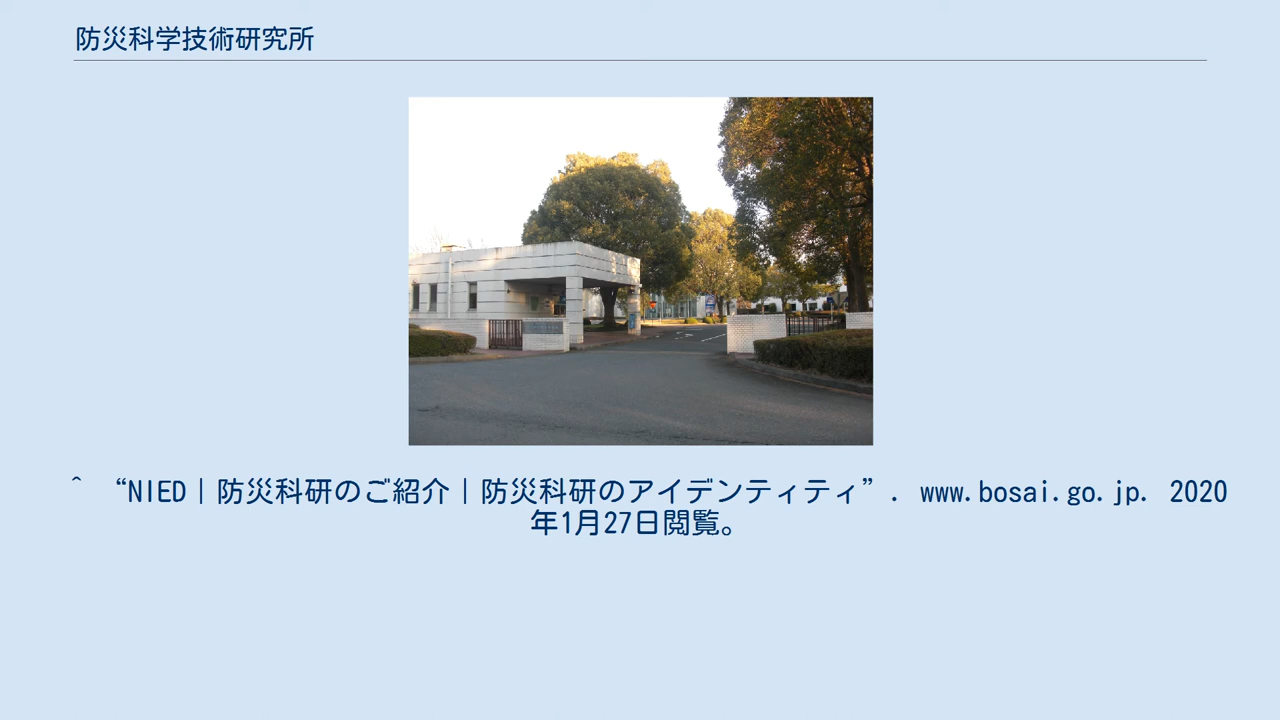 防災科学技術研究所
^ “NIED｜防災科研のご紹介｜防災科研のアイデンティティ”. www.bosai.go.jp. 2020
年1月27日閲覧。